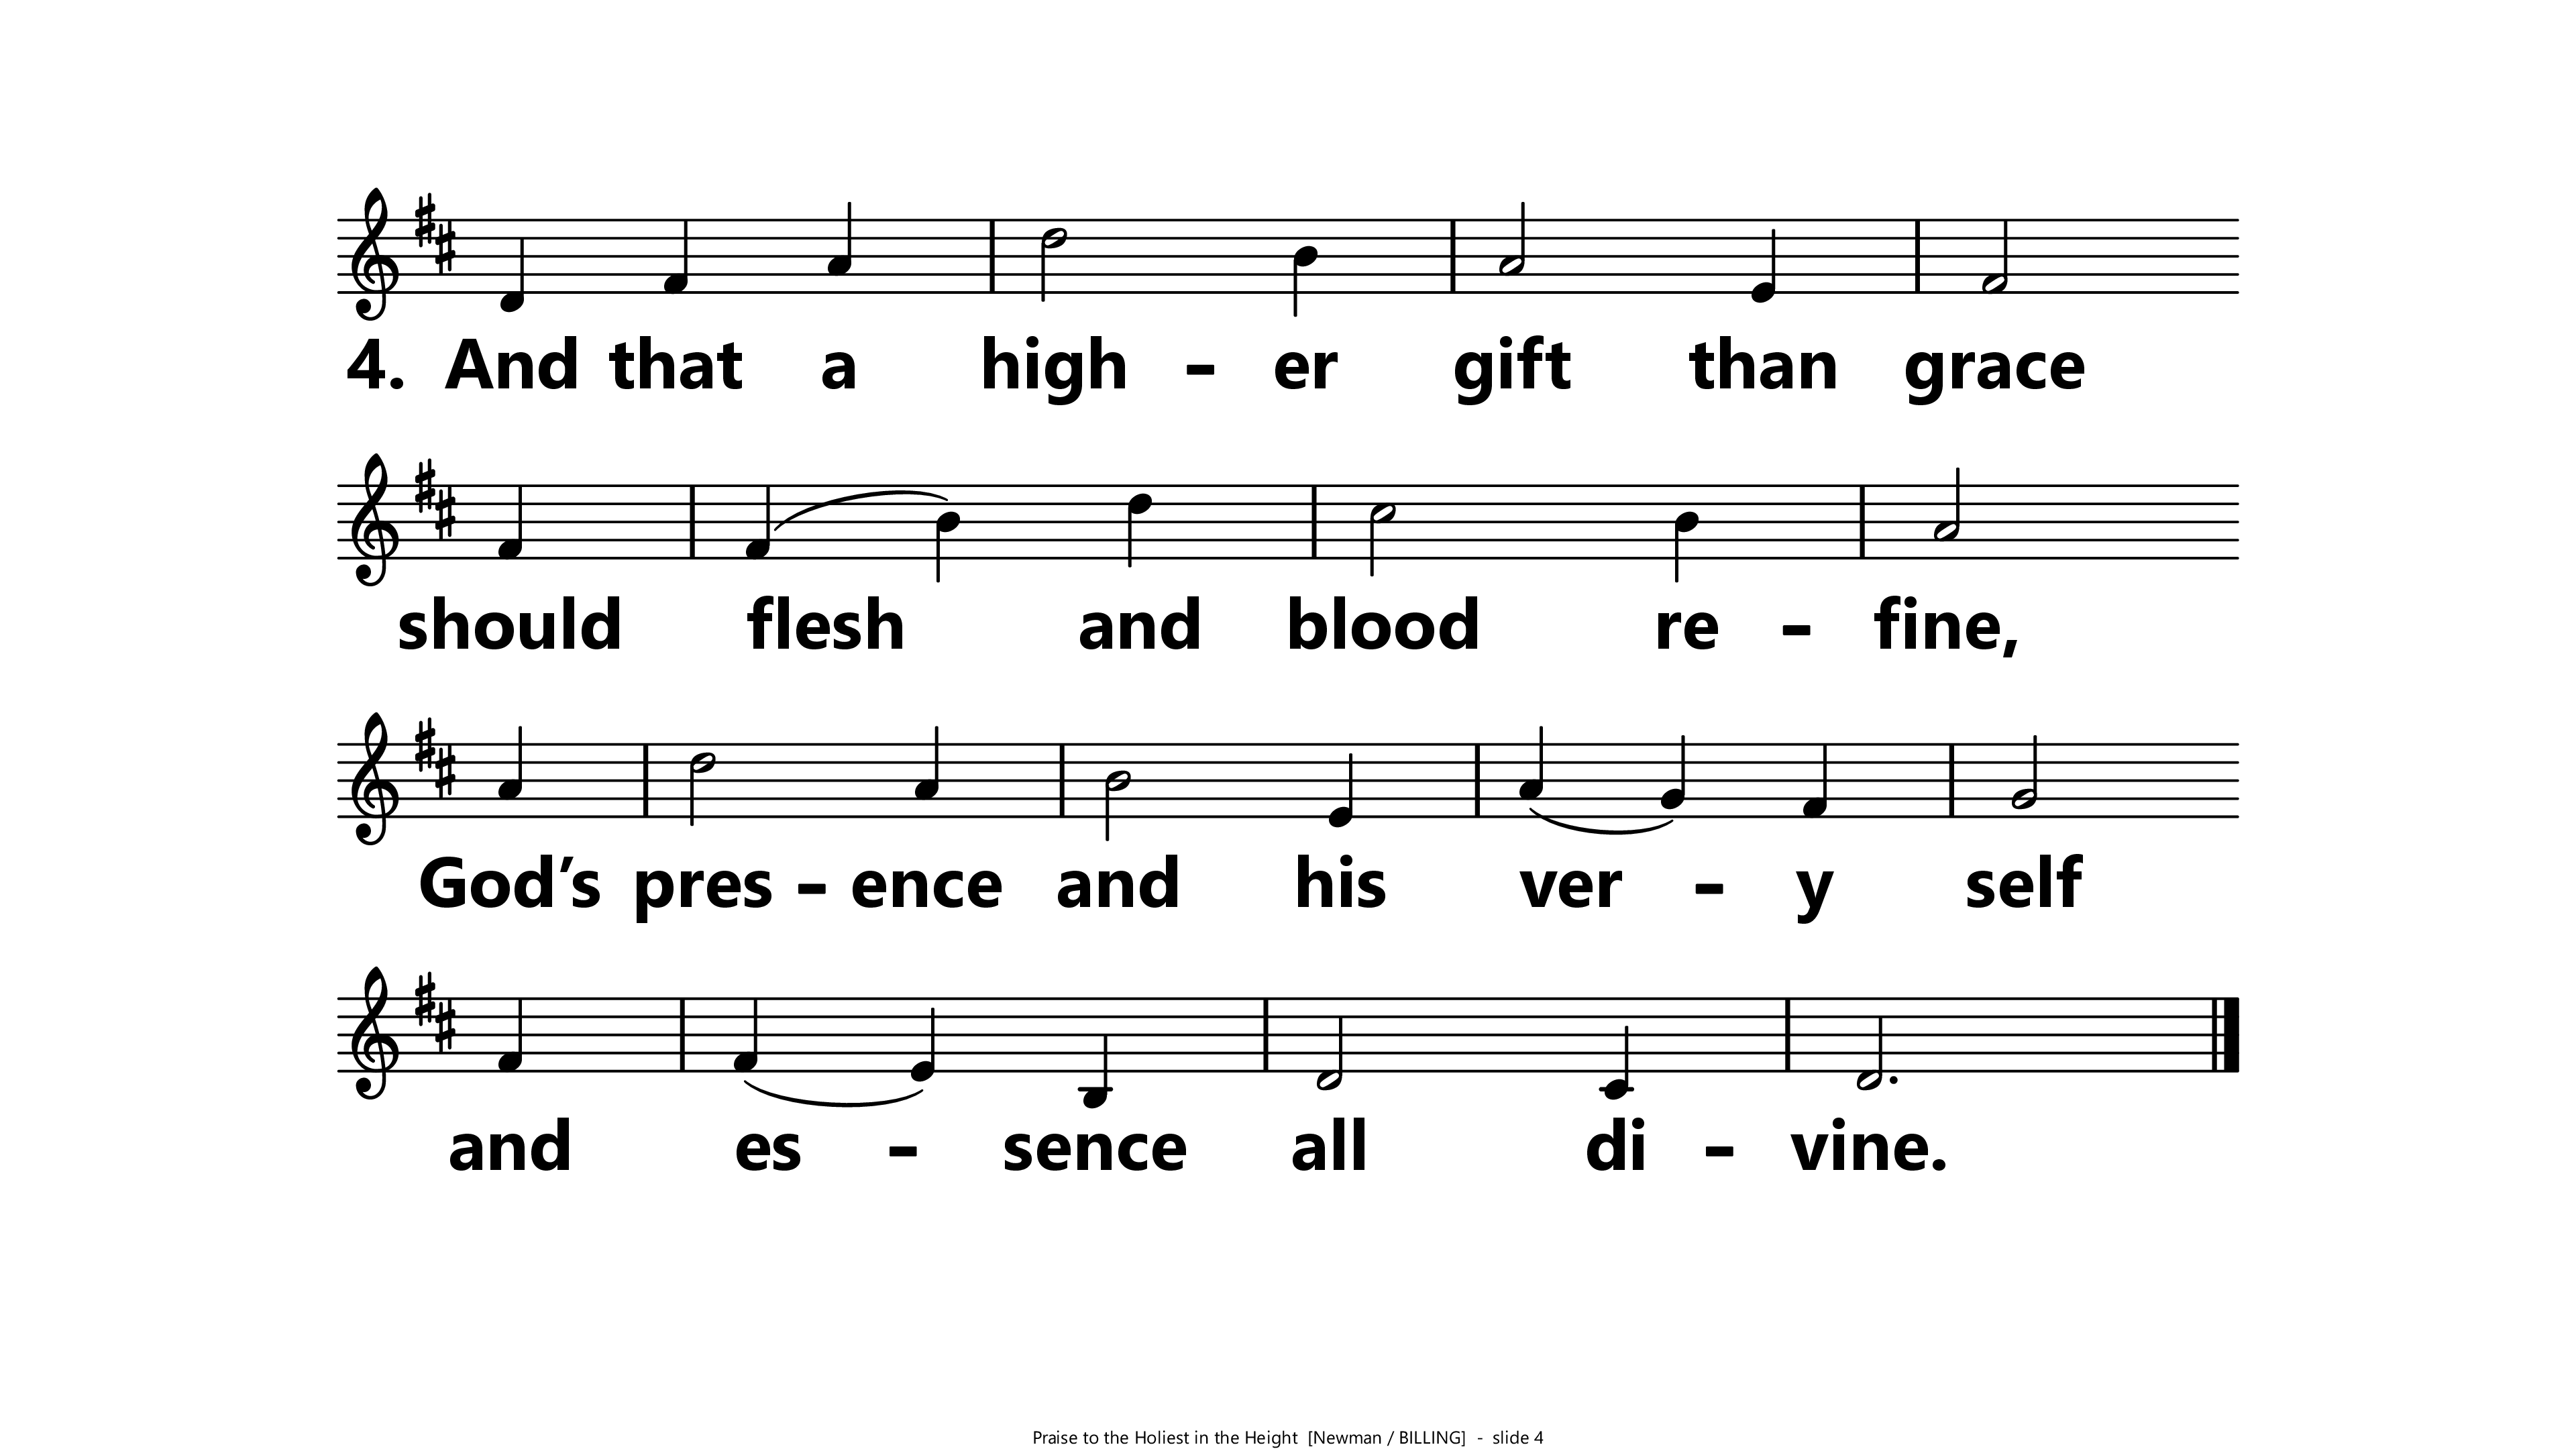 4. And that a high - er gift than grace
should flesh and blood re - fine,
God’s pres - ence and his ver - y self
and es - sence all di - vine.
Praise to the Holiest in the Height [Newman / BILLING] - slide 4